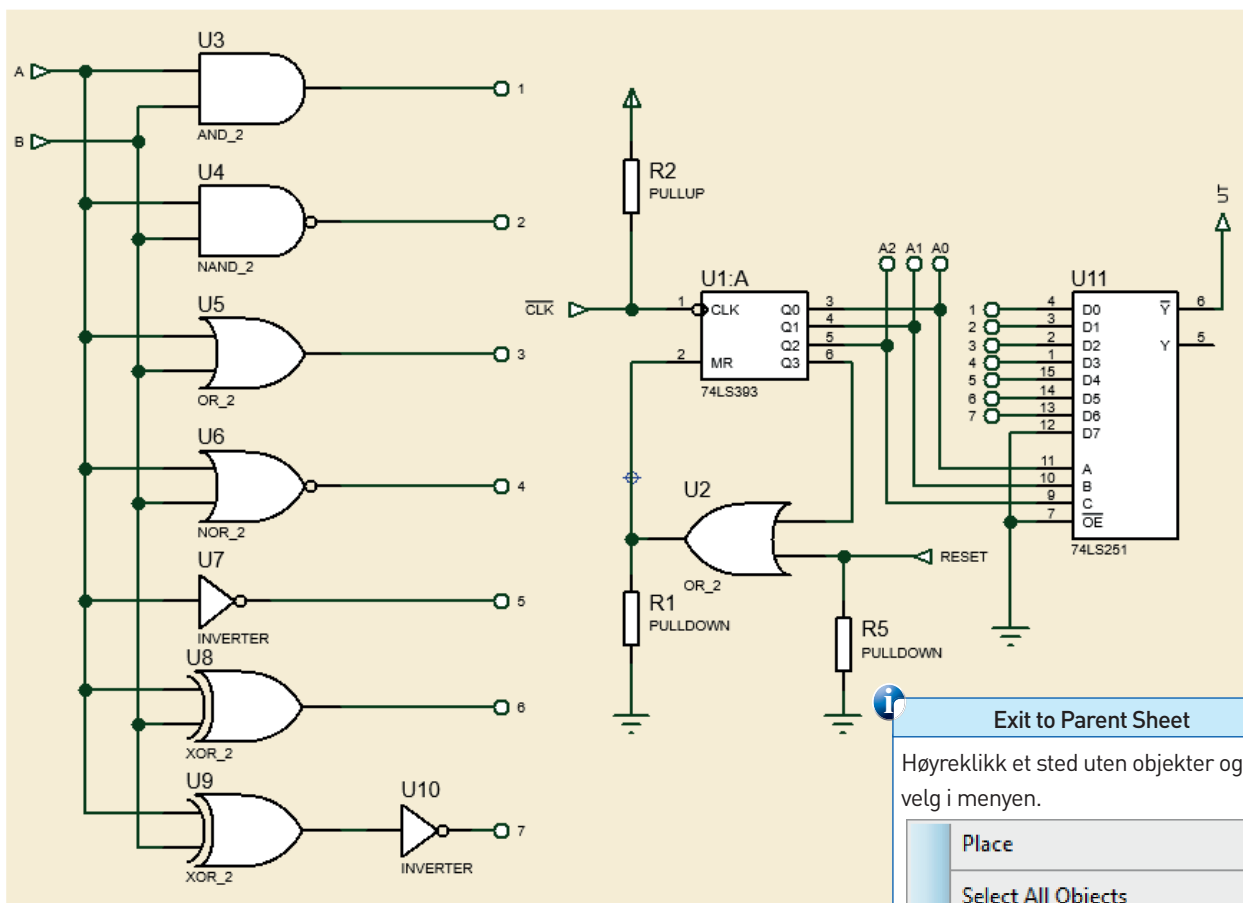 A
B
U3
AND_2
1
U4
NAND_2
2
U5
OR_2
3
U6
NOR_2
4
U7
INVERTER
5
U8
XOR_2
6
U9
XOR_2
U10
INVERTER
7
R2
PULLUP
CLK
U1:A
1 CLK Q0 3
Q1 4
Q2 5
2 MR Q3 6
74LS393
A2 A1 A0
U2
OR_2
RESET
R1
PULLDOWN
R5
PULLDOWN
UT
U11
1 4 D0 Y 6
2 3 D1
3 2 D2 Y 5
4 1 D3
5 15 D4
6 14 D5
7 13 D6
12 D7
11 A
10 B
9 C
7 OE
74LS251
i
Exit to Parent Sheet
Høyreklikk et sted uten objekter og
velg i menyen.
Place
Select All Objects